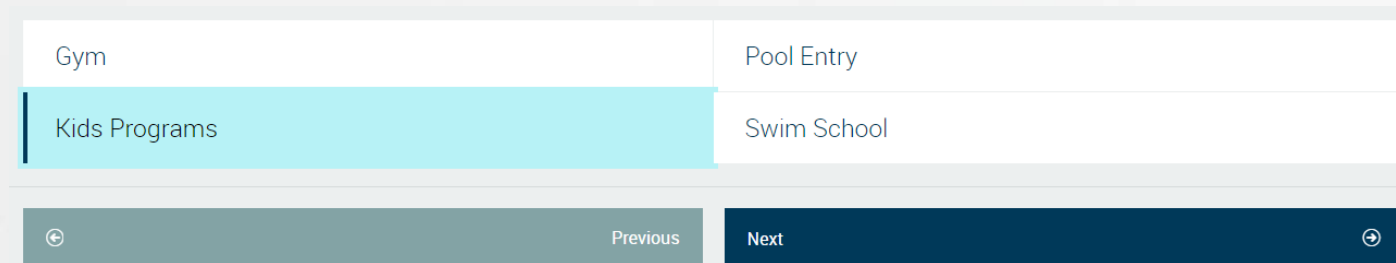 Gym
Pool Entry
Kids Programs
Swim School
Previous
Next